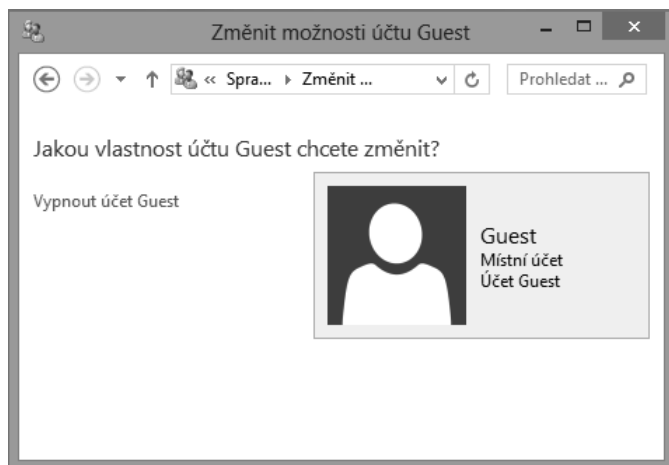 Změnit možnosti účtu Guest
« Spra... Změnit ... Prohledat ...
Jakou vlastnost účtu Guest chcete změnit?
Vypnout účet Guest
Guest
Místní účet
Účet Guest